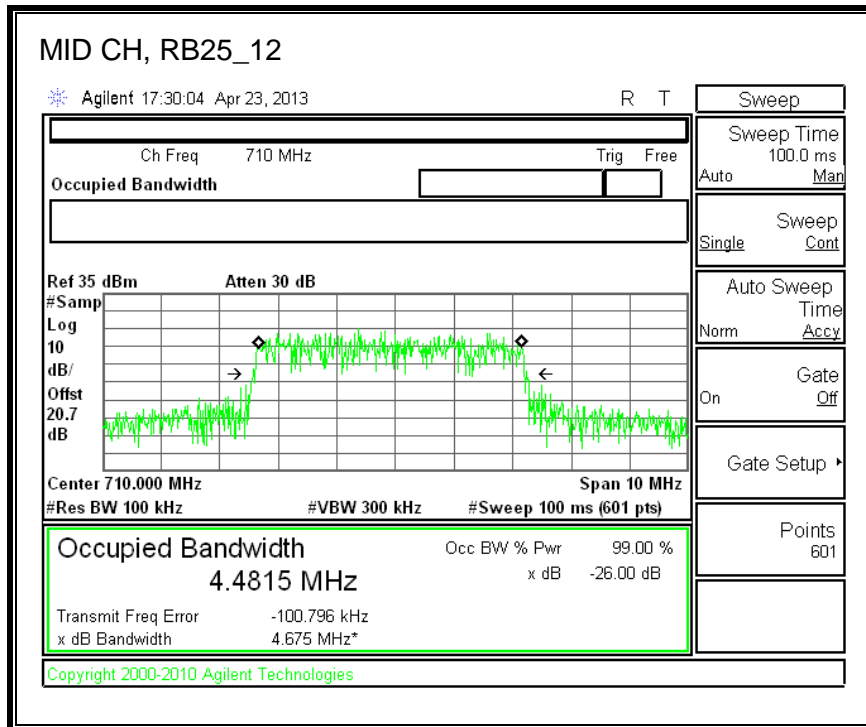 MID CH, RB25_12
Agilent 17:30:04 Apr 23, 2013 R T
Ch Freq 710 MHz Trig Free
Occupied Bandwidth
Ref 35 dBm Atten 30 dB
#Samp
Log
10
dB/
Offst
20.7
dB
Center 710.000 MHz Span 10 MHz
#Res BW 100 kHz #VBW 300 kHz #Sweep 100 ms (601 pts)
Occupied Bandwidth Occ BW % Pwr 99.00 %
4.4815 MHz x dB -26.00 dB
Transmit Freq Error -100.796 kHz
x dB Bandwidth 4.675 MHz*
Copyright 2000-2010 Agilent Technologies
Sweep
Sweep Time
100.0 ms
Auto Man
Sweep
Single Cont
Auto Sweep
Time
Norm Accy
Gate
On Off
Gate Setup
Points
601